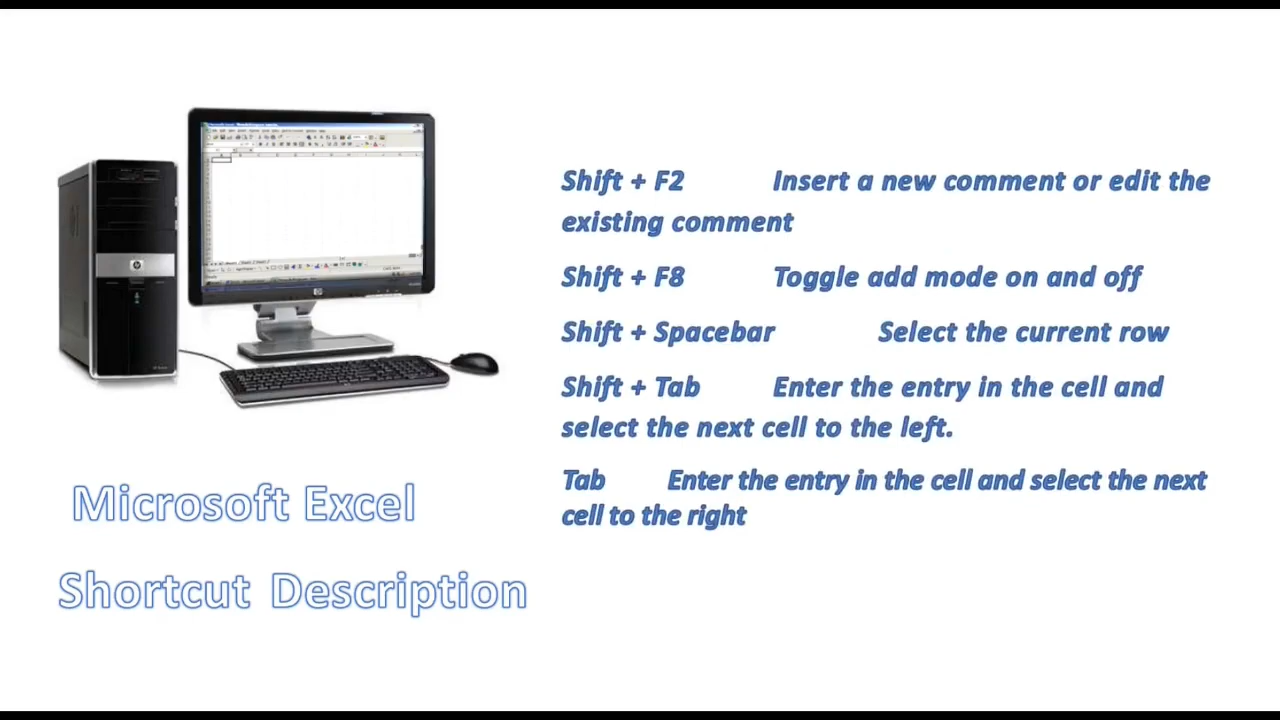 Shift + F2 Insert a new comment or edit the
existing comment
Shift + F8 Toggle add mode on and off
Shift + Spacebar Select the current row
Shift + Tab Enter the entry in the cell and
select the next cell to the left.
Tab Enter the entry in the cell and select the next
cell to the right
Microsoft Excel
Shortcut Description